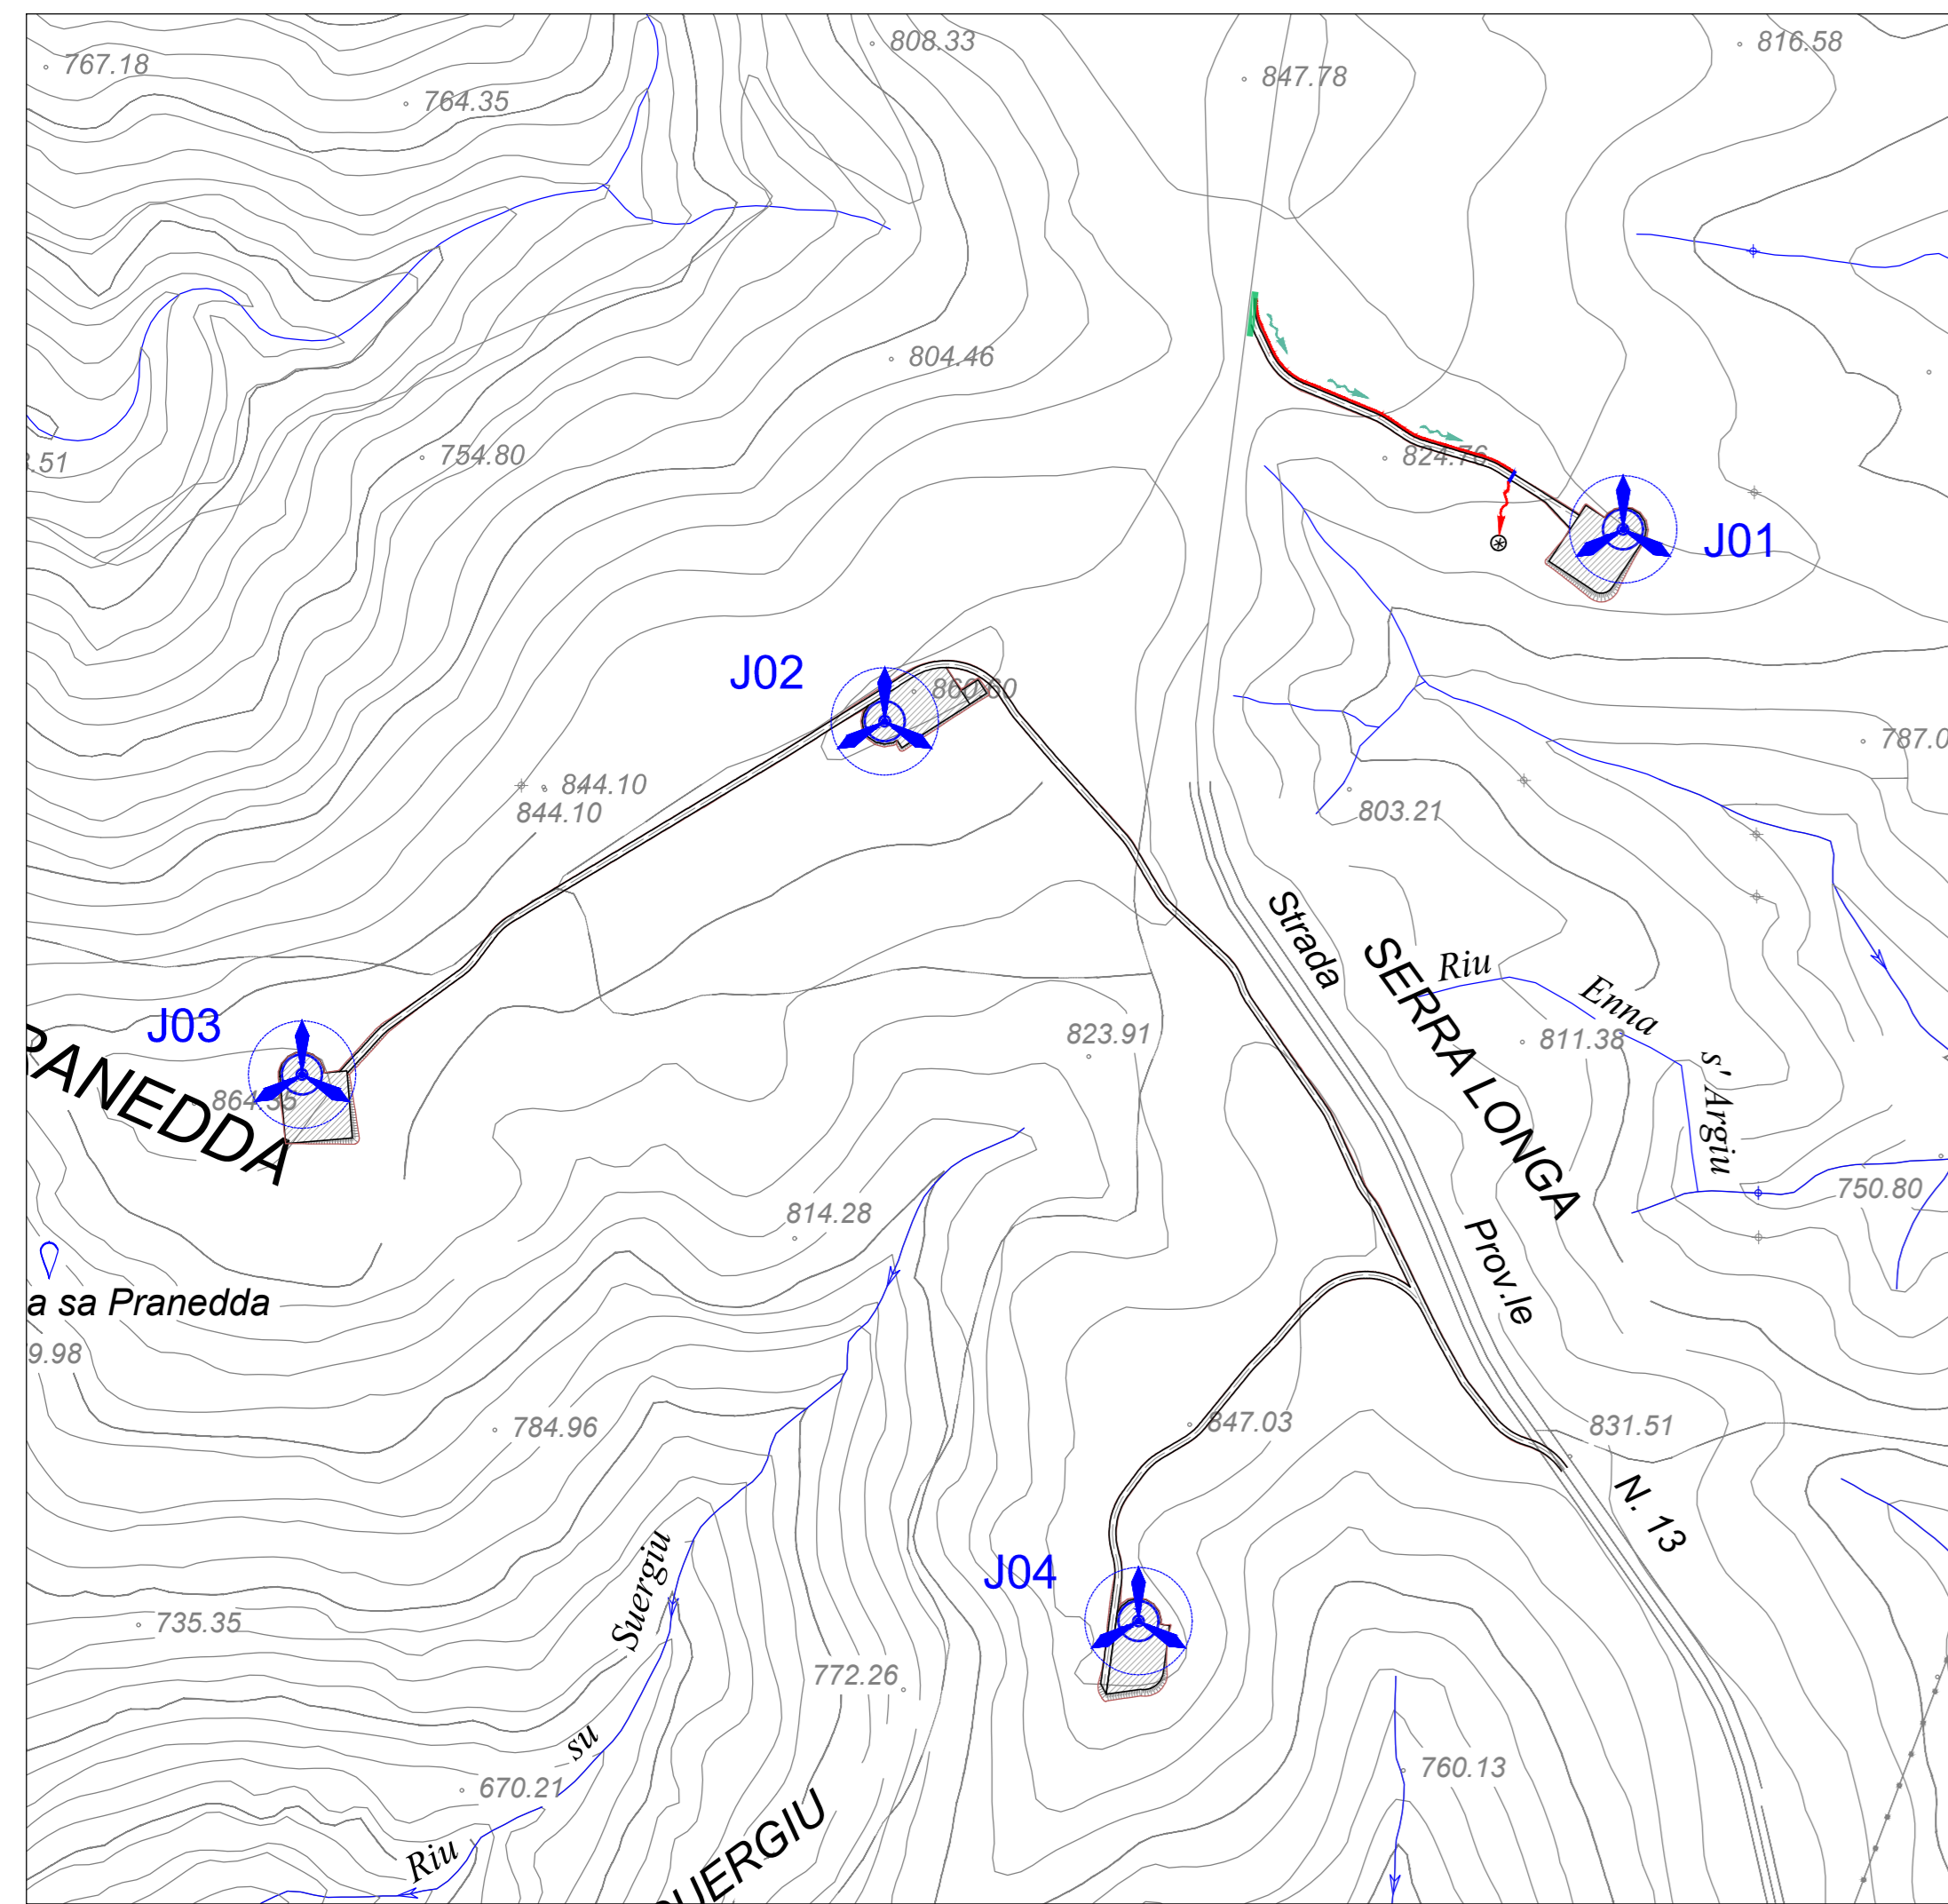 767.18
764.35
808.33
847.78
816.58
804.46
754.80
824.76
J01
J02
860.60
844.10
844.10
787.0
803.21
Strada
SERRA LONGA
Riu
Enna
s' Argiu
J03
823.91
811.38
RANEDDA
864.35
750.80
814.28
Prov.le
a sa Pranedda
9.98
784.96
847.03
831.51
N. 13
J04
Suergiu
735.35
772.26
su
760.13
670.21
Riu
UERGIU